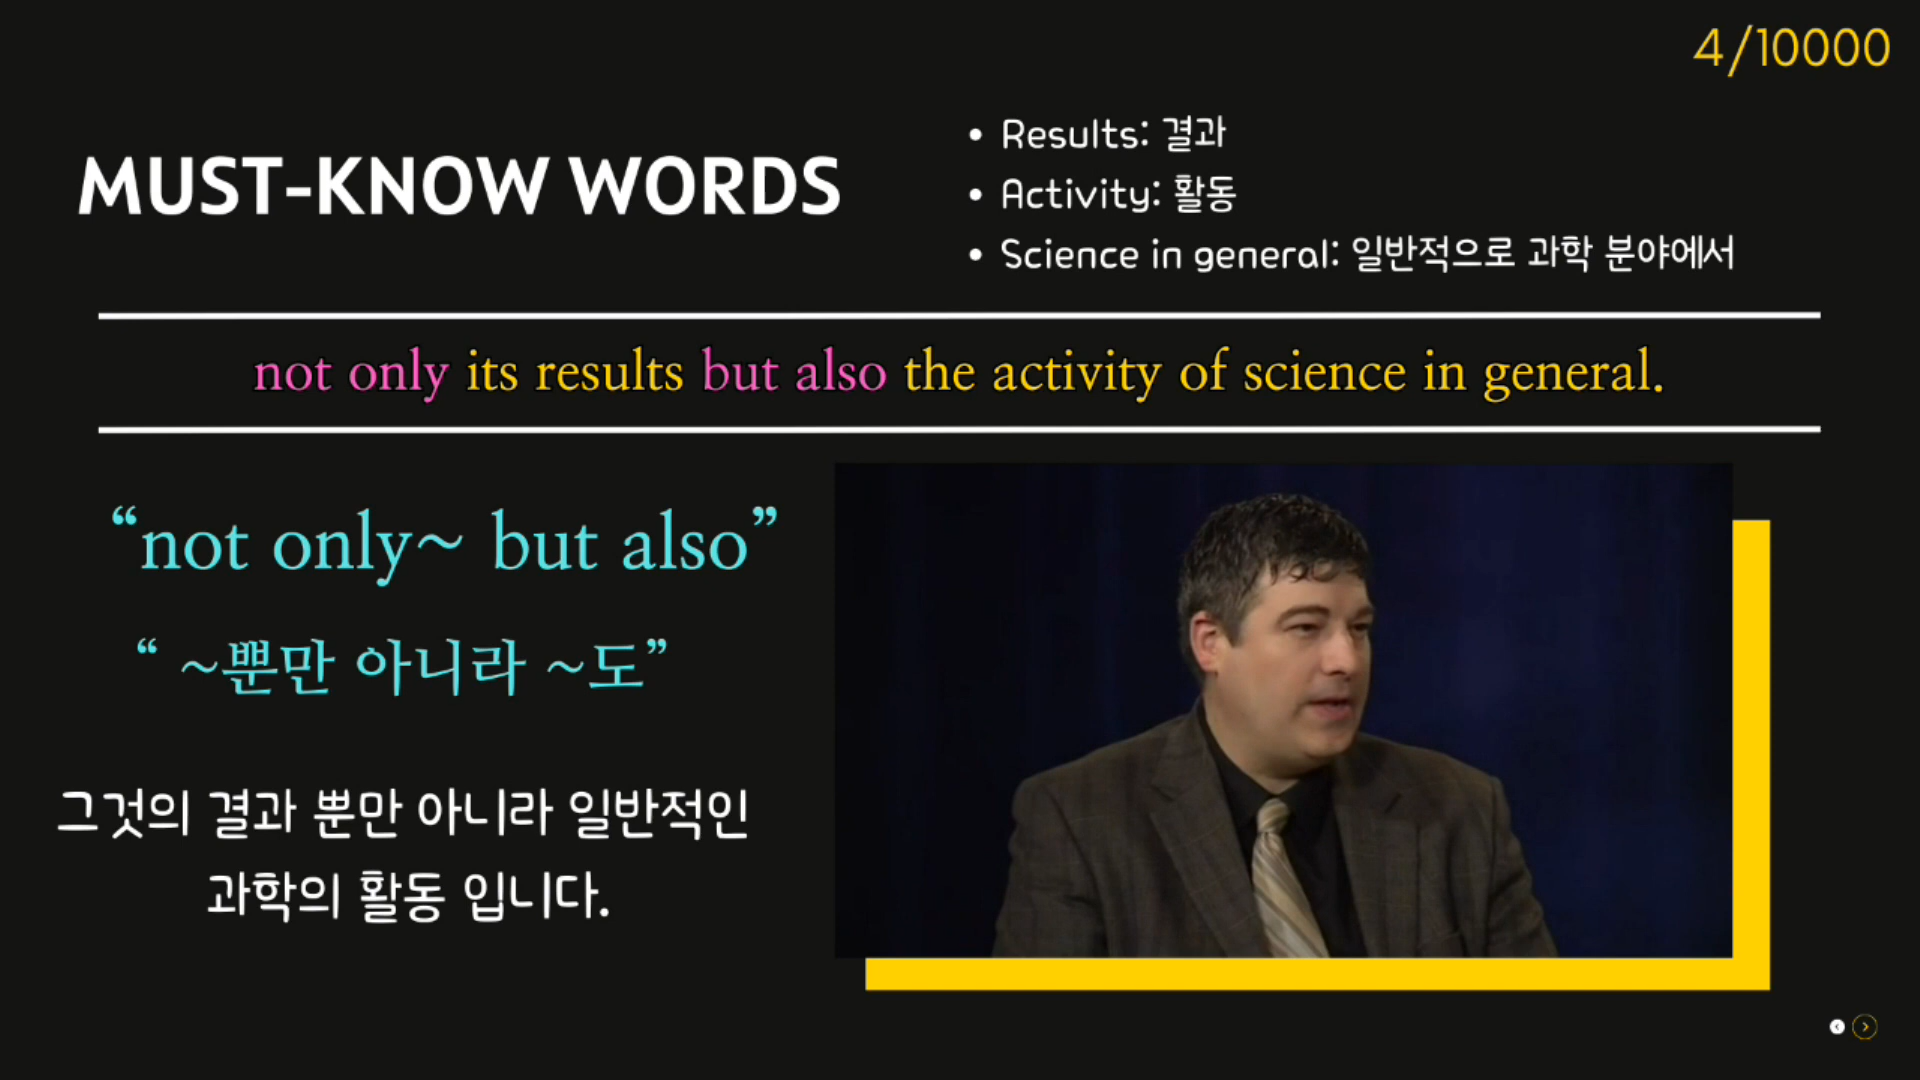 4/10000
MUST-KNOW WORDS
• Results: 결과
• Activity: 활동
• Science in general: 일반적으로 과학 분야에서
not only its results but also the activity of science in general.
“not only~ but also”
“ ~뿐만 아니라 ~도”
그것의 결과 뿐만 아니라 일반적인
과학의 활동 입니다.